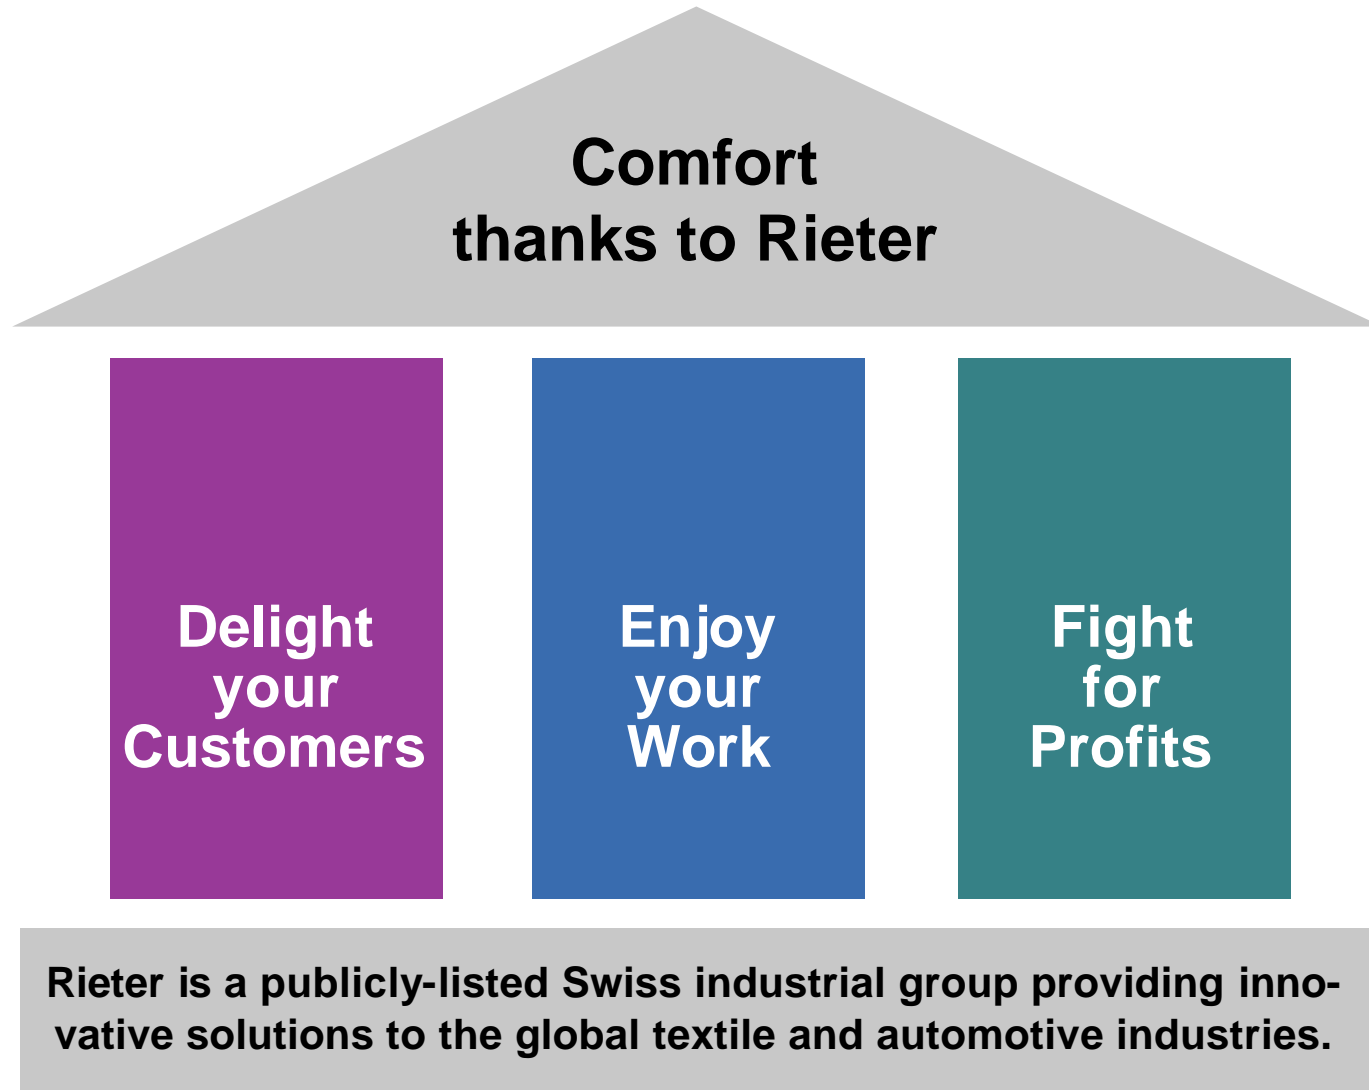 Comfort
thanks to Rieter
Delight
your
Customers
Enjoy
your
Work
Fight
for
Profits
Rieter is a publicly-listed Swiss industrial group providing inno-
vative solutions to the global textile and automotive industries.